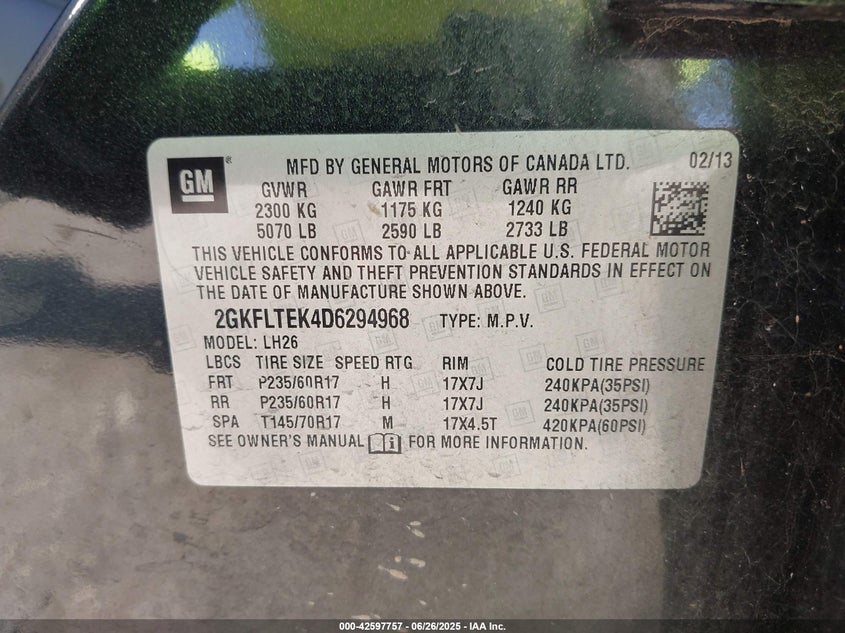 GM ®
MFD BY GENERAL MOTORS OF CANADA LTD. 02/13
GVWR GAWR FRT GAWR RR
2300 KG 1175 KG 1240 KG
5070 LB 2590 LB 2733 LB
THIS VEHICLE CONFORMS TO ALL APPLICABLE U.S. FEDERAL MOTOR
VEHICLE SAFETY AND THEFT PREVENTION STANDARDS IN EFFECT ON
THE DATE OF MANUFACTURE SHOWN ABOVE.
2GKFLTEK4D6294968 TYPE: M.P.V.
MODEL: LH26
LBCS TIRE SIZE SPEED RTG RIM COLD TIRE PRESSURE
FRT P235/60R17 H 17X7J 240KPA(35PSI)
RR P235/60R17 H 17X7J 240KPA(35PSI)
SPA T145/70R17 M 17X4.5T 420KPA(60PSI)
SEE OWNER'S MANUAL i FOR MORE INFORMATION.
000-42597757 - 06/26/2025 - IAA Inc.